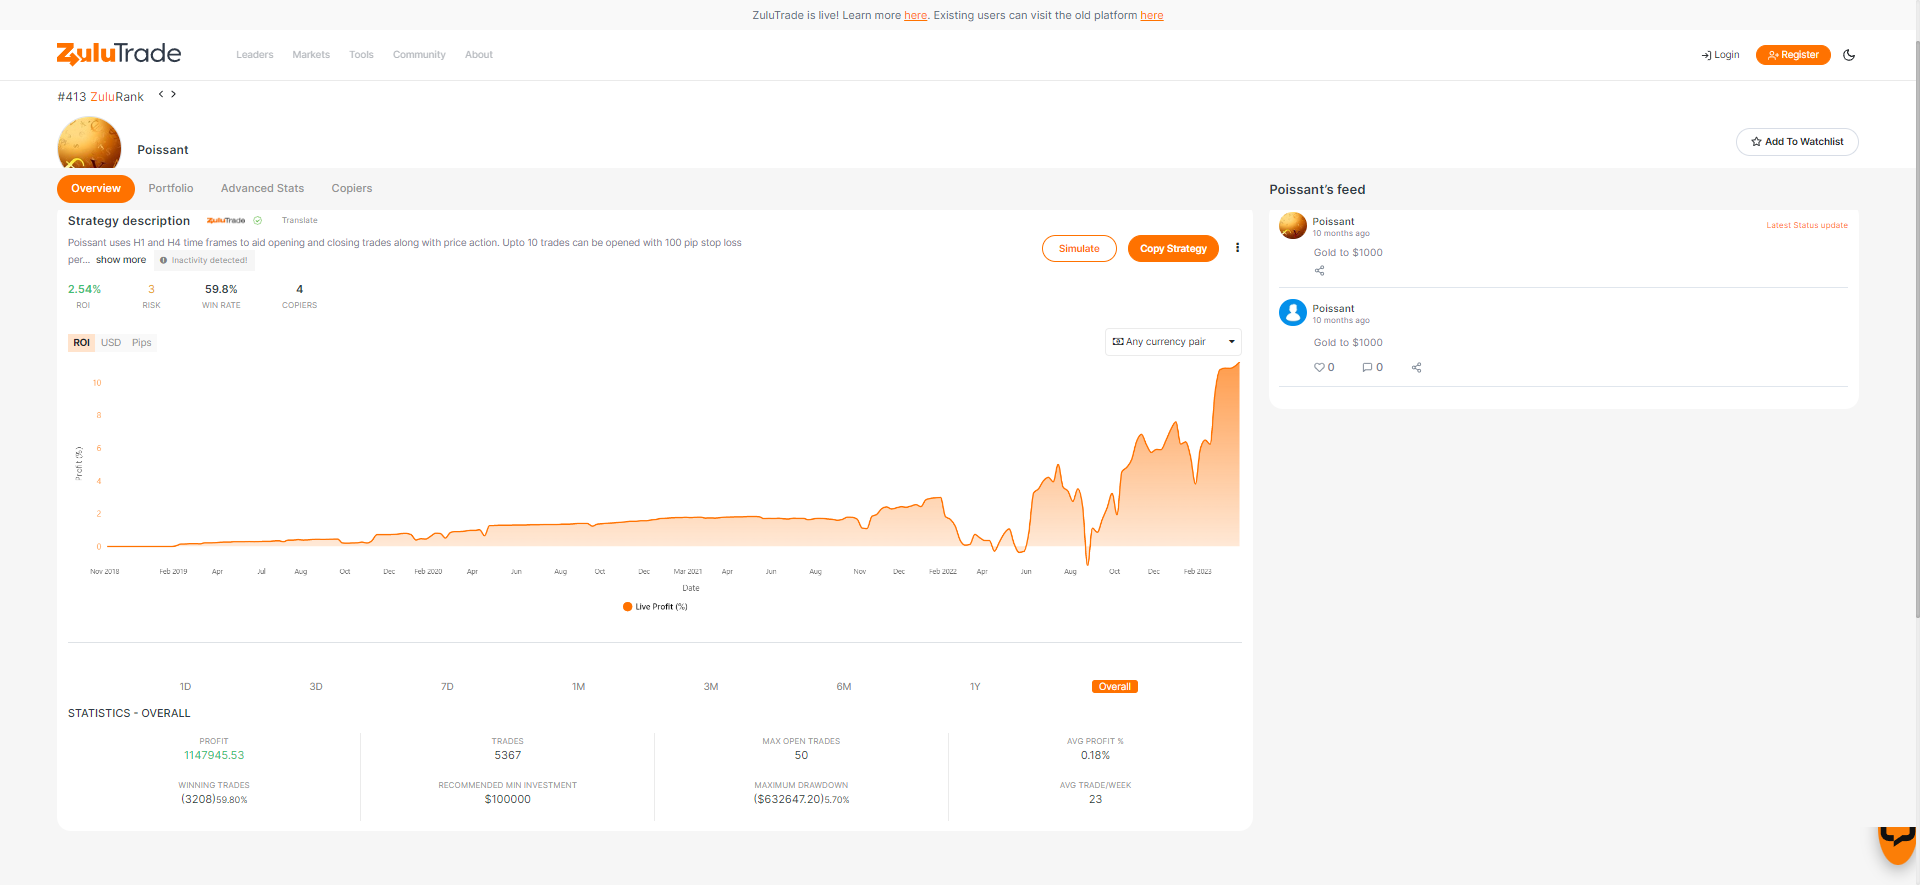 ZuluTrade is live! Learn more here. Existing users can visit the old platform here
ZuluTrade
Leaders Markets Tools Community About
Login Register
#413 ZuluRank
Poissant
Add To Watchlist
Overview Portfolio Advanced Stats Copiers
Strategy description ZuluTrade Translate
Poissant uses H1 and H4 time frames to aid opening and closing trades along with price action. Upto 10 trades can be opened with 100 pip stop loss
per... show more Inactivity detected!
Simulate Copy Strategy
2.54% 3 59.8% 4
ROI RISK WIN RATE COPIERS
ROI USD Pips
Any currency pair
10
8
6
4
2
0
Profit (%)
Nov 2018 Feb 2019 Apr Jul Aug Oct Dec Feb 2020 Apr Jun Aug Oct Dec Mar 2021 Apr Jun Aug Nov Dec Feb 2022 Apr Jun Aug Oct Dec Feb 2023
Date
Live Profit (%)
1D 3D 7D 1M 3M 6M 1Y Overall
STATISTICS - OVERALL
PROFIT TRADES MAX OPEN TRADES AVG PROFIT %
1147945.53 5367 50 0.18%
WINNING TRADES RECOMMENDED MIN INVESTMENT MAXIMUM DRAWDOWN AVG TRADE/WEEK
(3208)59.80% $100000 ($632647.20)5.70% 23
Poissant's feed
Poissant
10 months ago
Latest Status update
Gold to $1000
Poissant
10 months ago
Gold to $1000
0 0